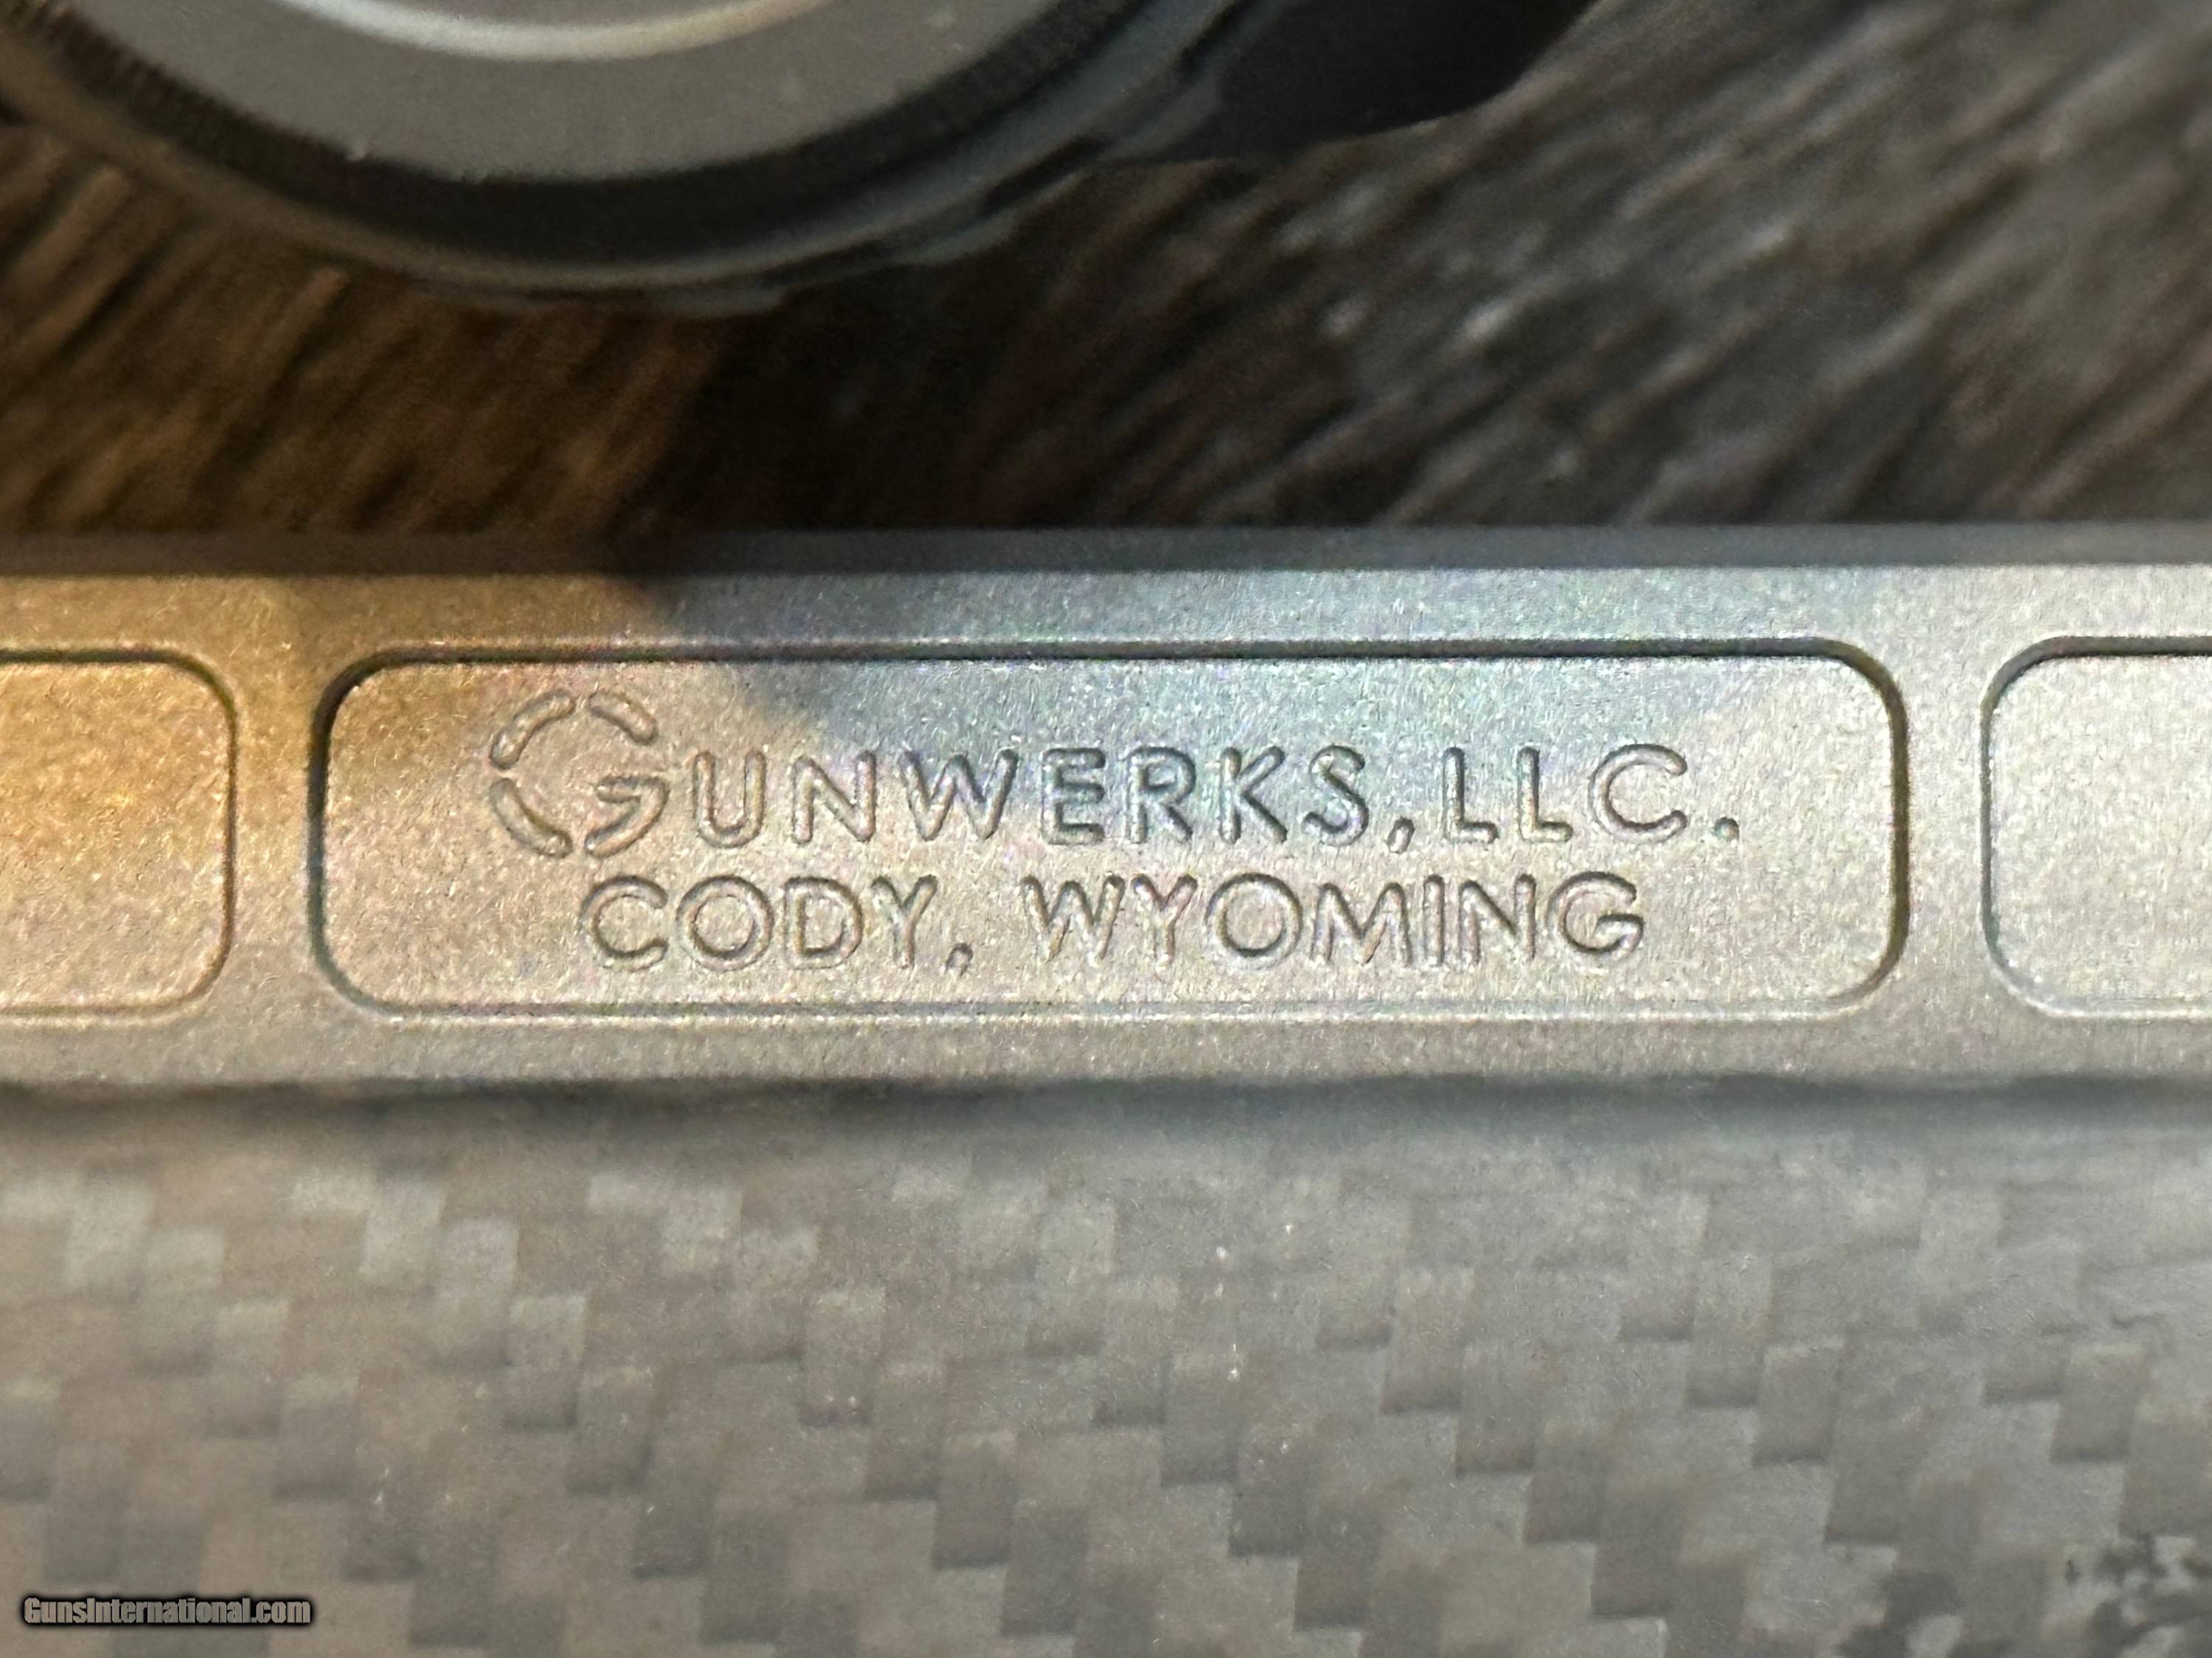 GUNWERKS, LLC.
CODY, WYOMING
GunsInternational.com